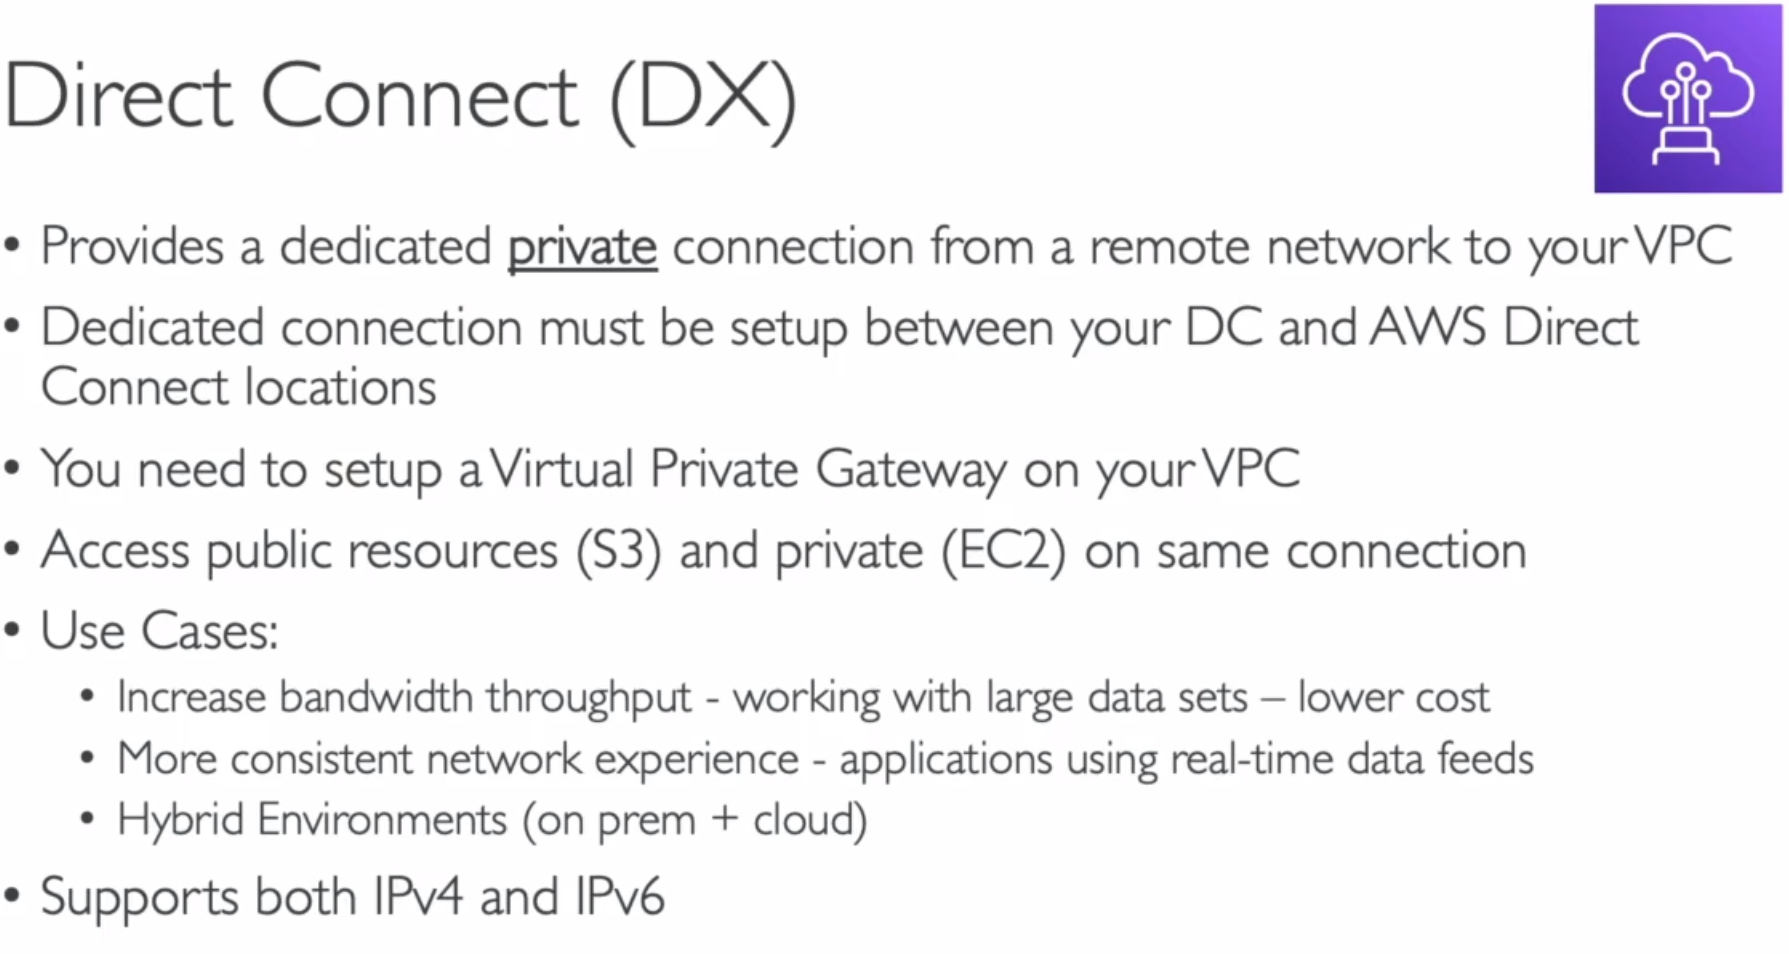 Direct Connect (DX)
• Provides a dedicated private connection from a remote network to your VPC
• Dedicated connection must be setup between your DC and AWS Direct
Connect locations
• You need to setup a Virtual Private Gateway on your VPC
• Access public resources (S3) and private (EC2) on same connection
• Use Cases:
• Increase bandwidth throughput - working with large data sets – lower cost
• More consistent network experience - applications using real-time data feeds
• Hybrid Environments (on prem + cloud)
• Supports both IPv4 and IPv6